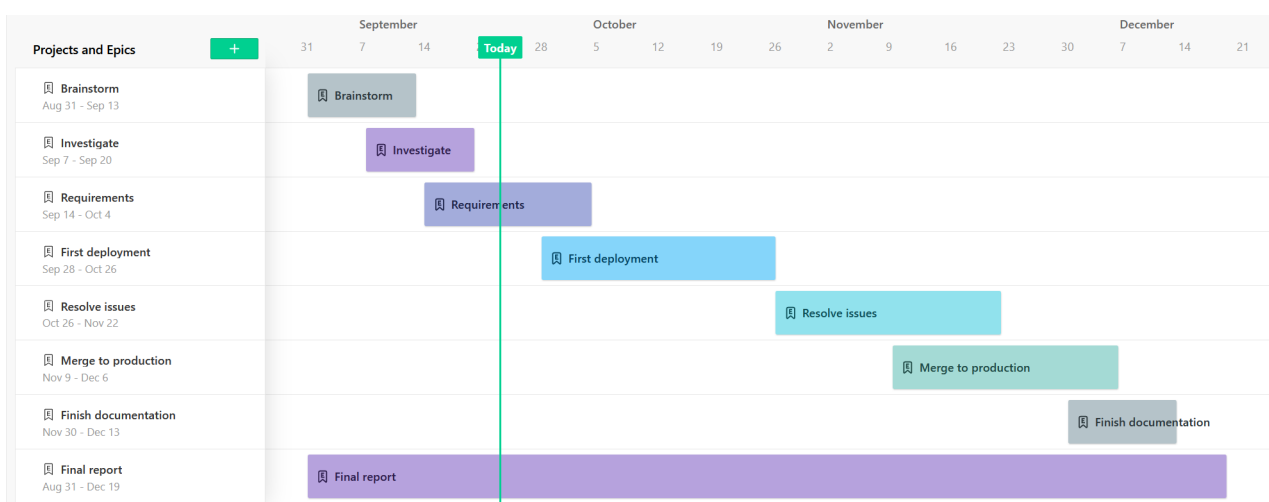 September October November December
Projects and Epics + 31 7 14 Today 28 5 12 19 26 2 9 16 23 30 7 14 21
Brainstorm
Aug 31 - Sep 13
Brainstorm
Investigate
Sep 7 - Sep 20
Investigate
Requirements
Sep 14 - Oct 4
Requirements
First deployment
Sep 28 - Oct 26
First deployment
Resolve issues
Oct 26 - Nov 22
Resolve issues
Merge to production
Nov 9 - Dec 6
Merge to production
Finish documentation
Nov 30 - Dec 13
Finish documentation
Final report
Aug 31 - Dec 19
Final report